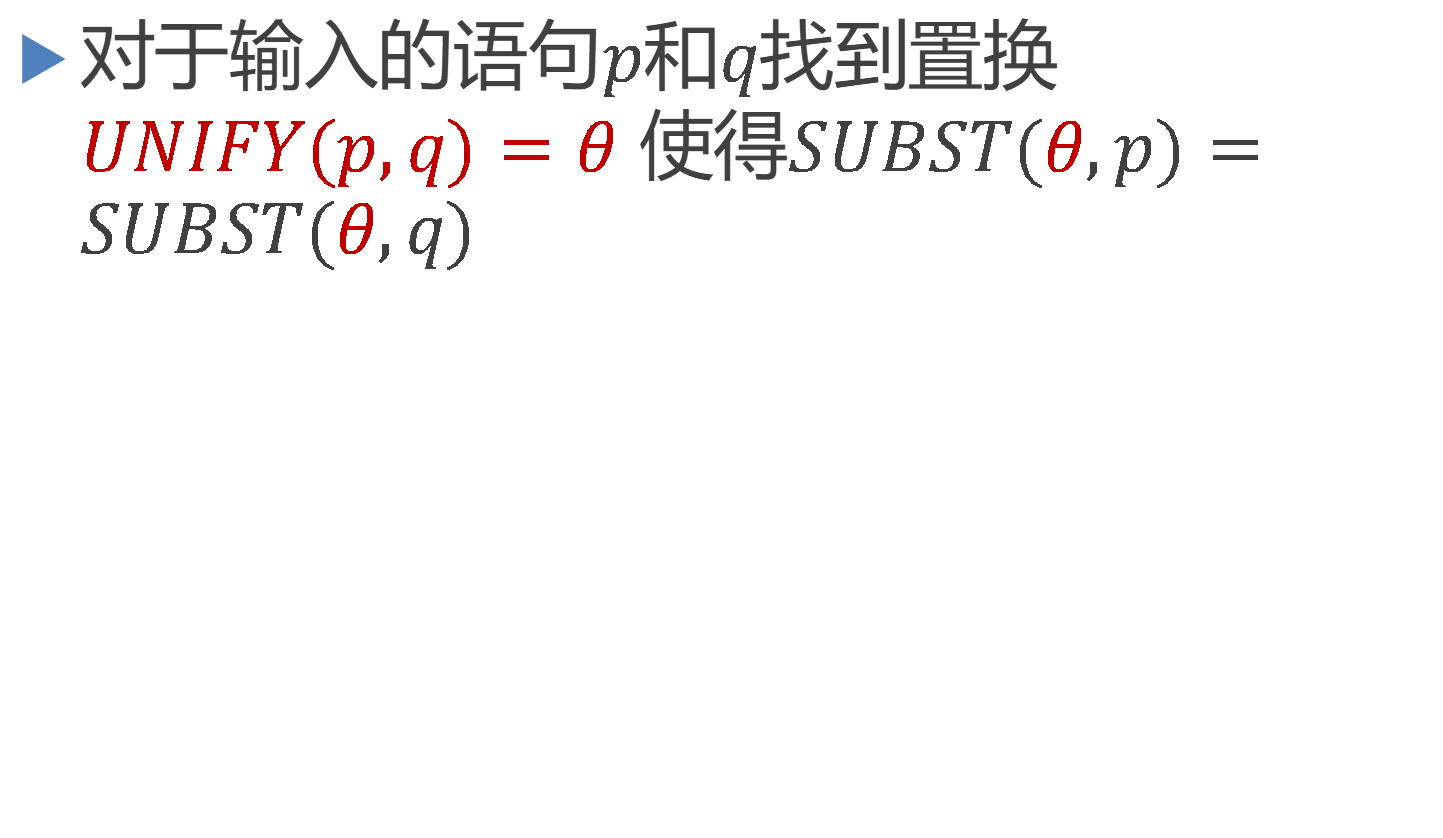 对于输入的语句p和q找到置换
UNIFY(p,q) = θ 使得SUBST(θ,p) =
SUBST(θ,q)